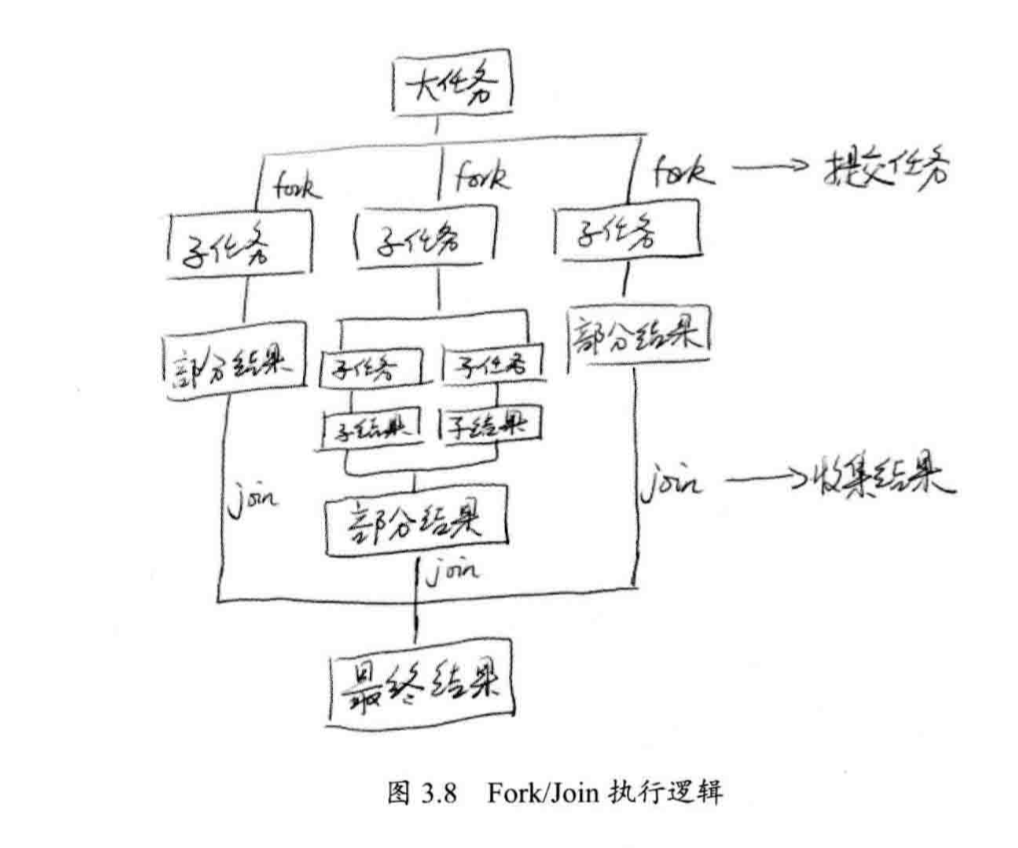 大任务
fork
fork
fork
提交任务
子任务
子任务
子任务
部分结果
子任务
子任务
部分结果
子结果
子结果
join
部分结果
join
收集结果
join
最终结果
图 3.8 Fork/Join 执行逻辑